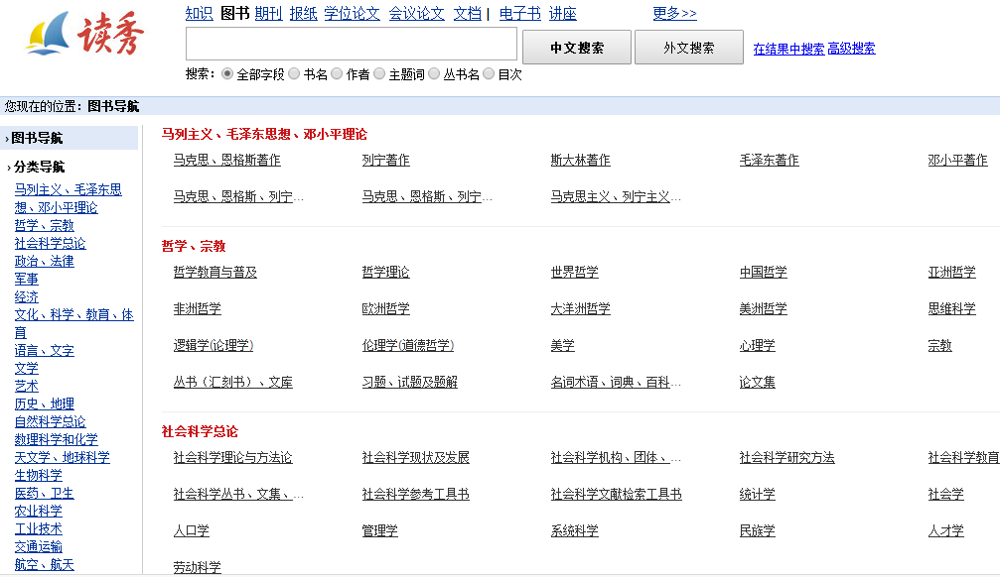 读秀
知识 图书 期刊 报纸 学位论文 会议论文 文档 | 电子书 讲座 更多>>
中文搜索 外文搜索 在结果中搜索 高级搜索
搜索: 全部字段 书名 作者 主题词 丛书名 目次
您现在的位置: 图书导航
›图书导航
›分类导航
马列主义、毛泽东思
想、邓小平理论
哲学、宗教
社会科学总论
政治、法律
军事
经济
文化、科学、教育、体
育
语言、文字
文学
艺术
历史、地理
自然科学总论
数理科学和化学
天文学、地球科学
生物科学
医药、卫生
农业科学
工业技术
交通运输
航空、航天
马列主义、毛泽东思想、邓小平理论
马克思、恩格斯著作 列宁著作 斯大林著作 毛泽东著作 邓小平著作
马克思、恩格斯、列宁... 马克思、恩格斯、列宁... 马克思主义、列宁主义...
哲学、宗教
哲学教育与普及 哲学理论 世界哲学 中国哲学 亚洲哲学
非洲哲学 欧洲哲学 大洋洲哲学 美洲哲学 思维科学
逻辑学(论理学) 伦理学(道德哲学) 美学 心理学 宗教
丛书（汇刻书）、文库 习题、试题及题解 名词术语、词典、百科... 论文集
社会科学总论
社会科学理论与方法论 社会科学现状及发展 社会科学机构、团体、... 社会科学研究方法 社会科学教育
社会科学丛书、文集、... 社会科学参考工具书 社会科学文献检索工具书 统计学 社会学
人口学 管理学 系统科学 民族学 人才学
劳动科学